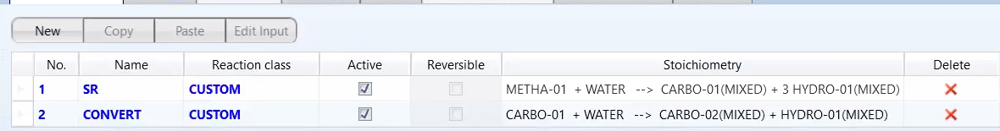 New Copy Paste Edit Input
No. Name Reaction class Active Reversible Stoichiometry Delete
1 SR CUSTOM METHA-01 + WATER --> CARBO-01(MIXED) + 3 HYDRO-01(MIXED)
2 CONVERT CUSTOM CARBO-01 + WATER --> CARBO-02(MIXED) + HYDRO-01(MIXED)